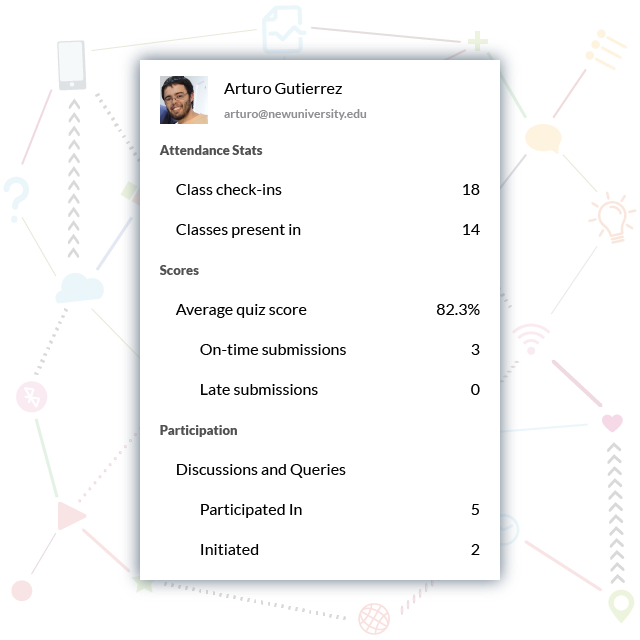 Arturo Gutierrez
arturo@newuniversity.edu
Attendance Stats
Class check-ins 18
Classes present in 14
Scores
Average quiz score 82.3%
On-time submissions 3
Late submissions 0
Participation
Discussions and Queries
Participated In 5
Initiated 2